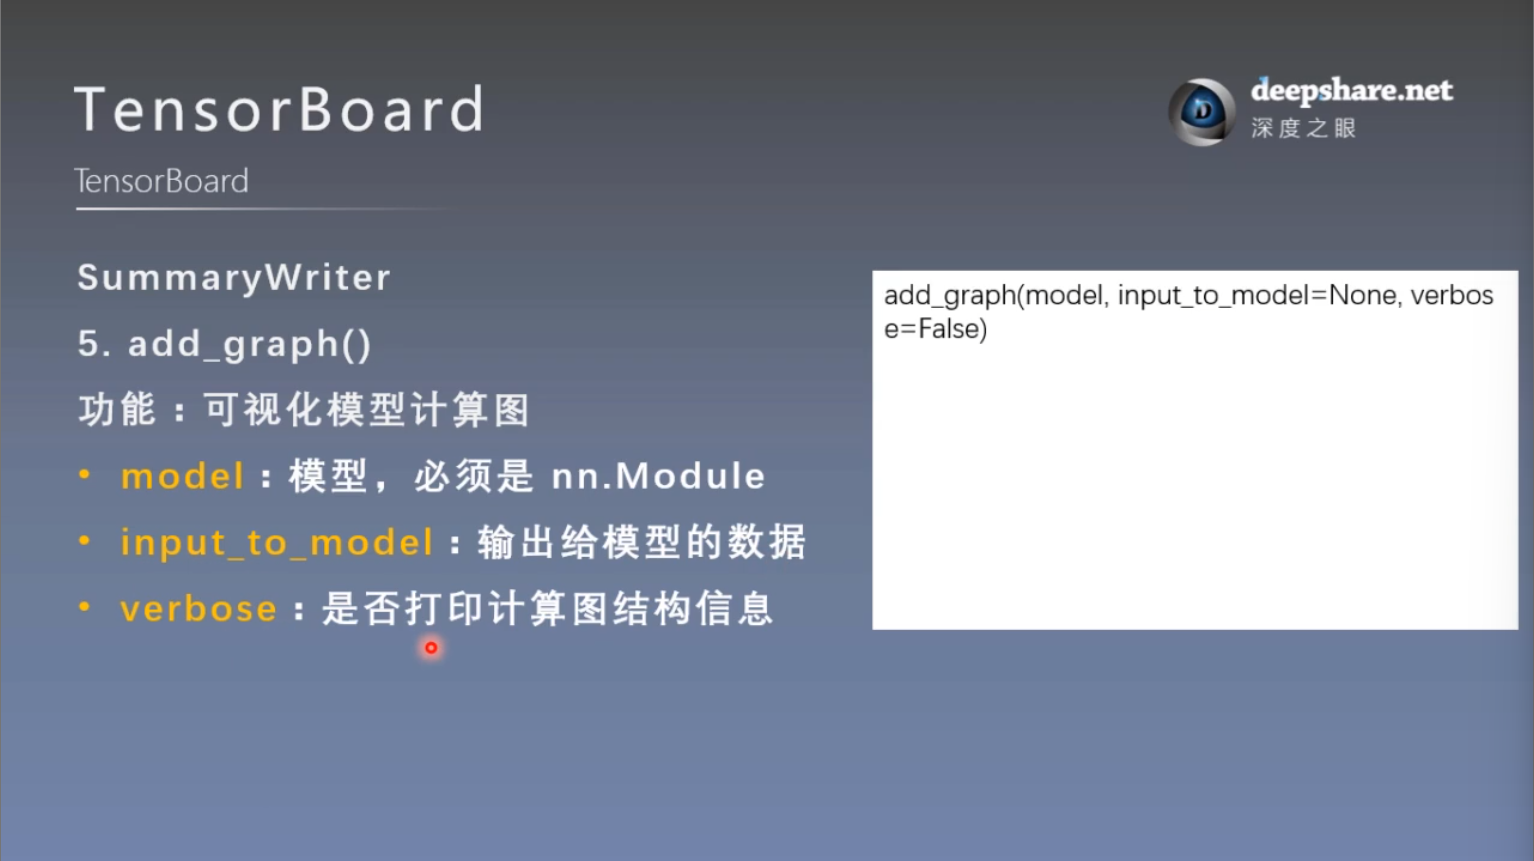 TensorBoard
TensorBoard
deepshare.net
深度之眼
SummaryWriter
5. add_graph()
功能：可视化模型计算图
• model：模型，必须是 nn.Module
• input_to_model：输出给模型的数据
• verbose：是否打印计算图结构信息
add_graph(model, input_to_model=None, verbos
e=False)